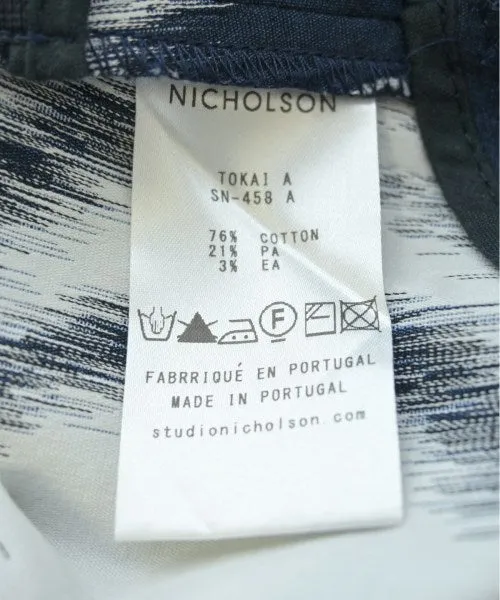 NICHOLSON
TOKAI A
SN-458 A
76% COTTON
21% PA
3% EA
F
FABRRIQUÉ EN PORTUGAL
MADE IN PORTUGAL
studionicholson com